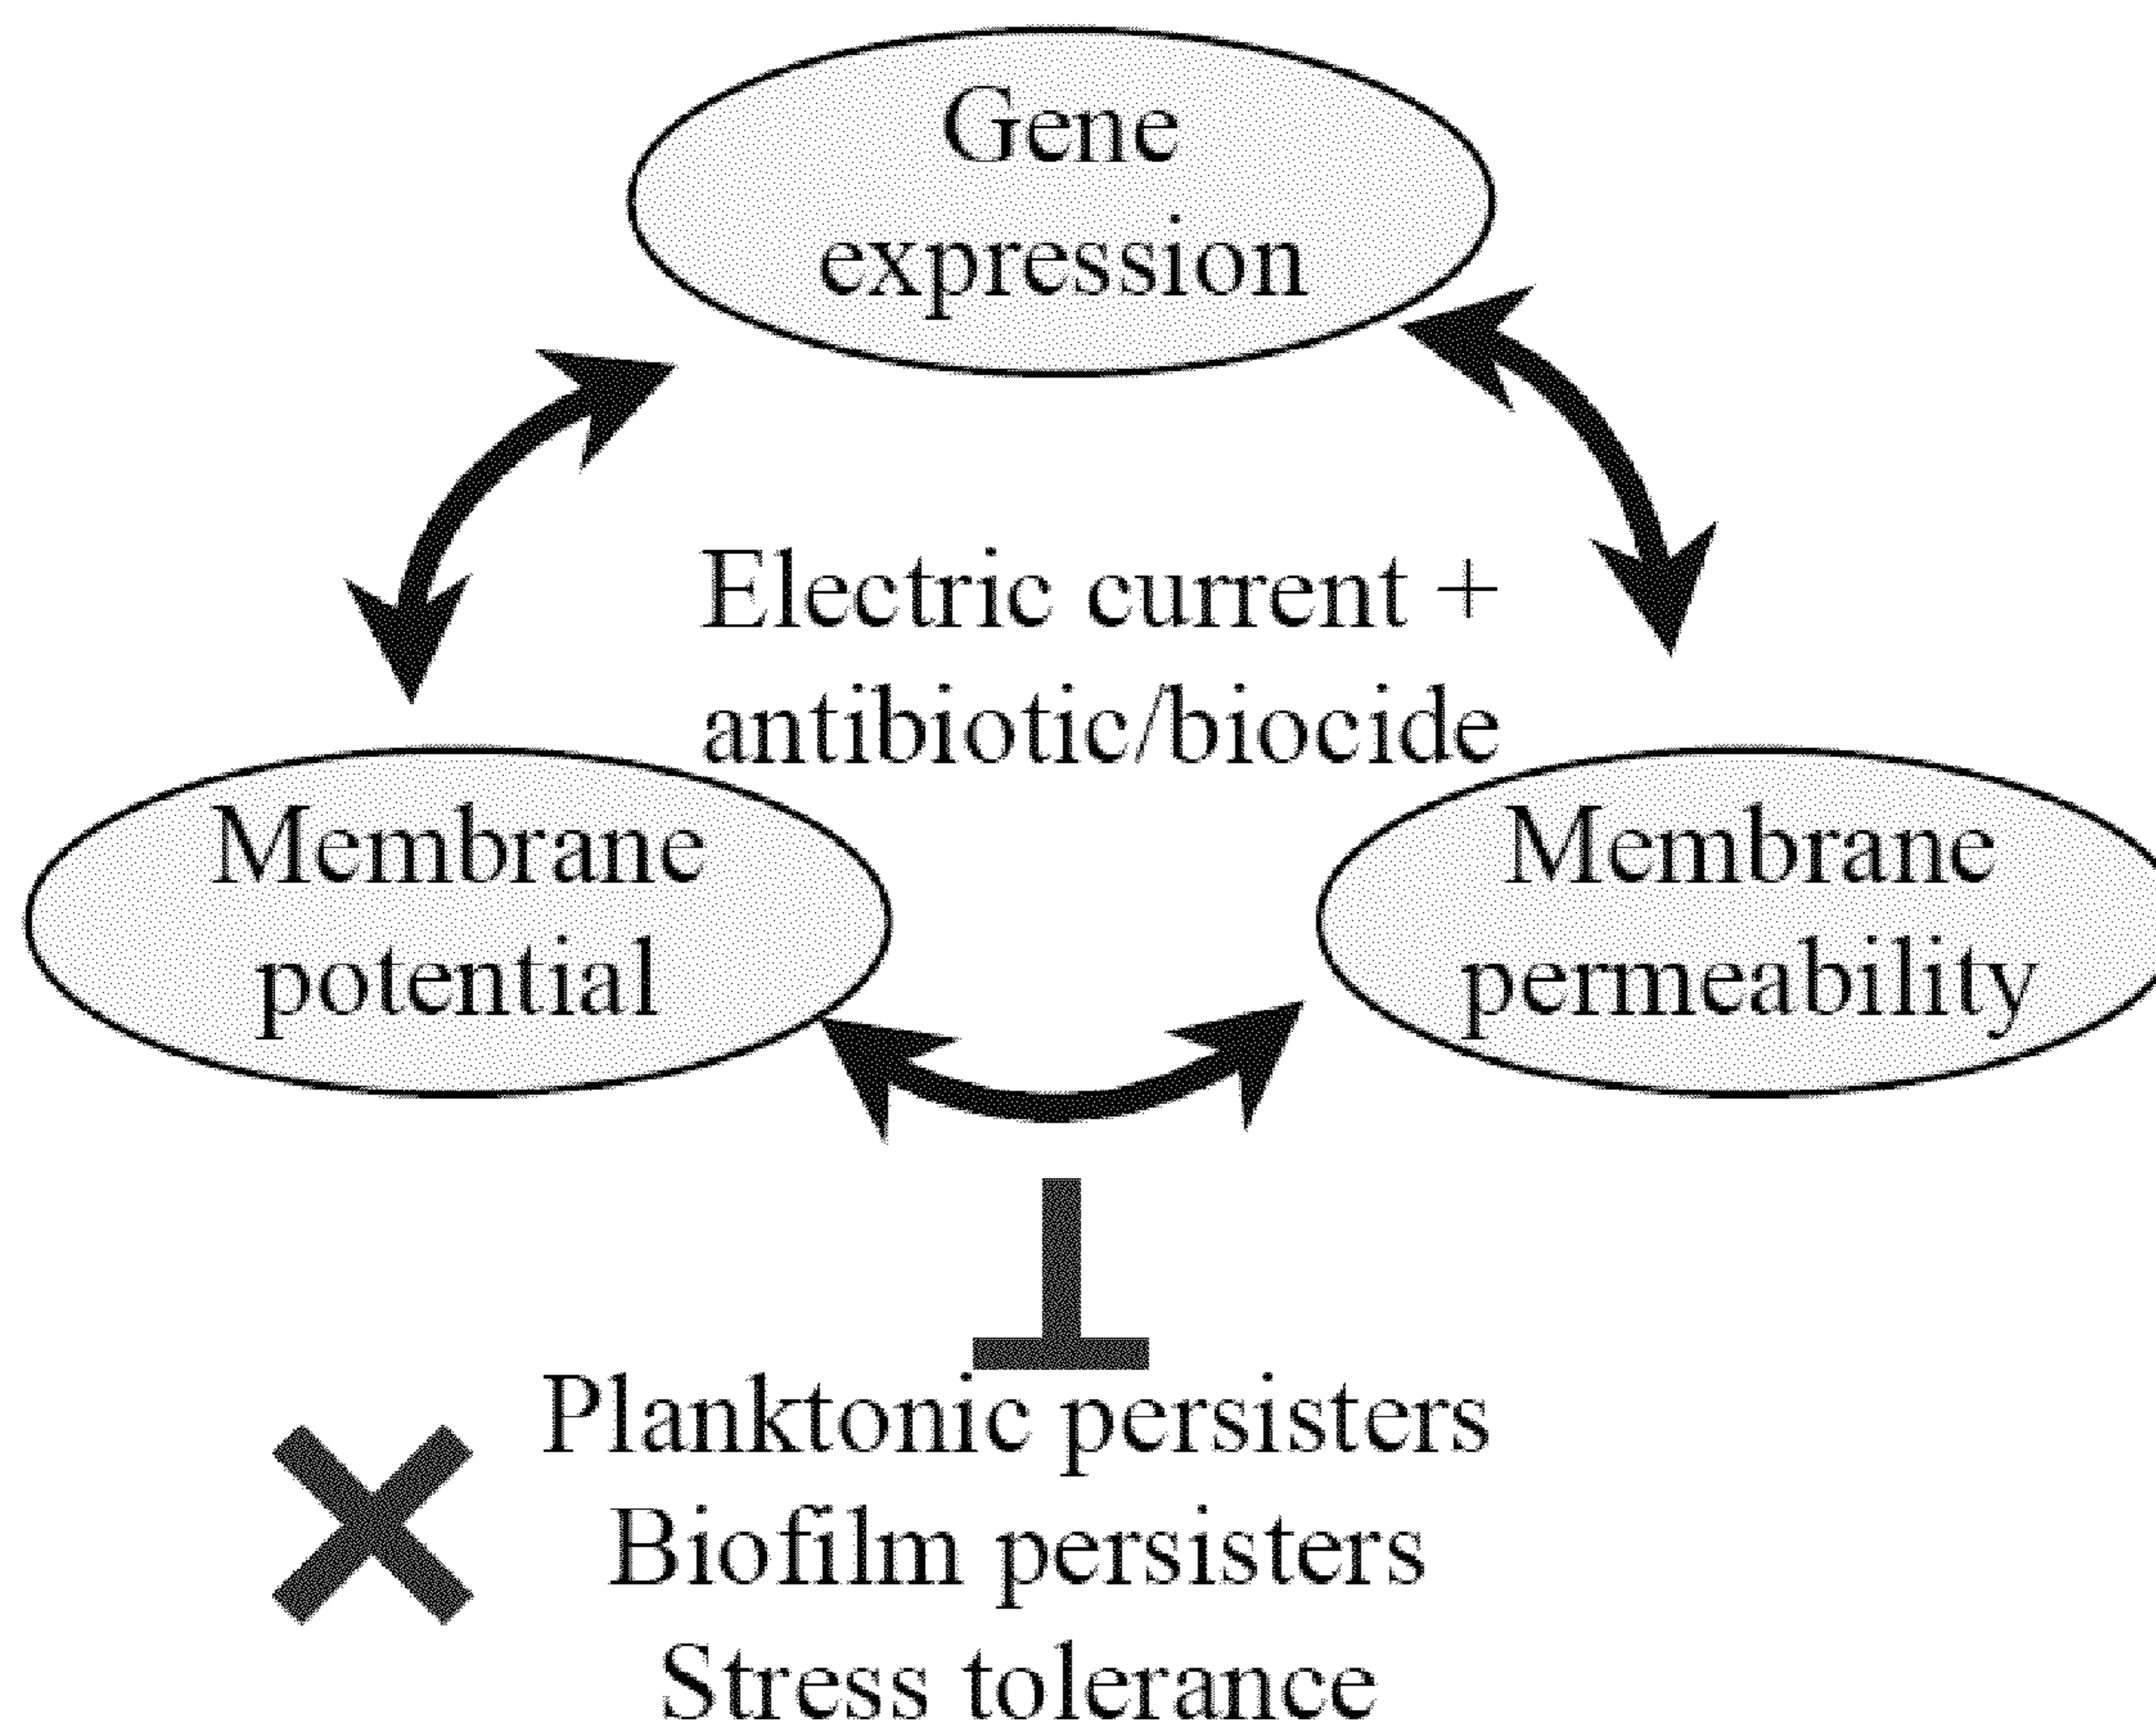 Gene
expression
Electric current +
antibiotic/biocide
Membrane
potential
Membrane
permeability
Planktonic persisters
Biofilm persisters
Stress tolerance